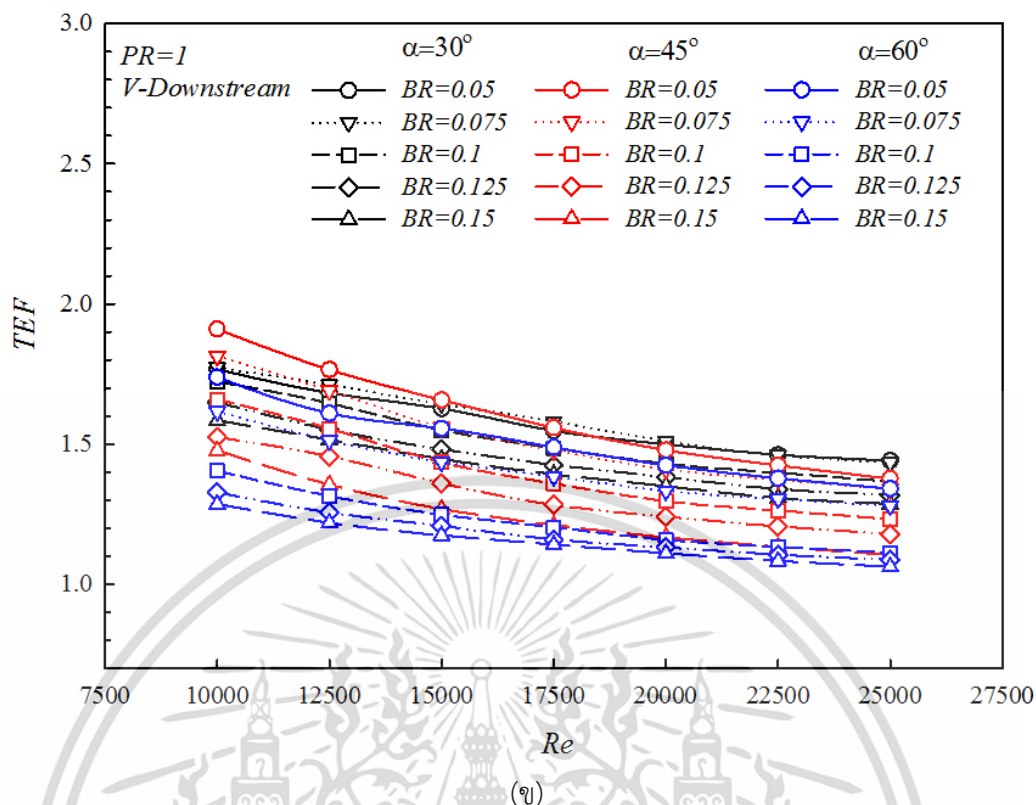 3.0
2.5
2.0
1.5
1.0
TEF
PR=1
V-Downstream
α=30° α=45° α=60°
BR=0.05 BR=0.05 BR=0.05
BR=0.075 BR=0.075 BR=0.075
BR=0.1 BR=0.1 BR=0.1
BR=0.125 BR=0.125 BR=0.125
BR=0.15 BR=0.15 BR=0.15
7500 10000 12500 15000 17500 20000 22500 25000 27500
Re
(ข)